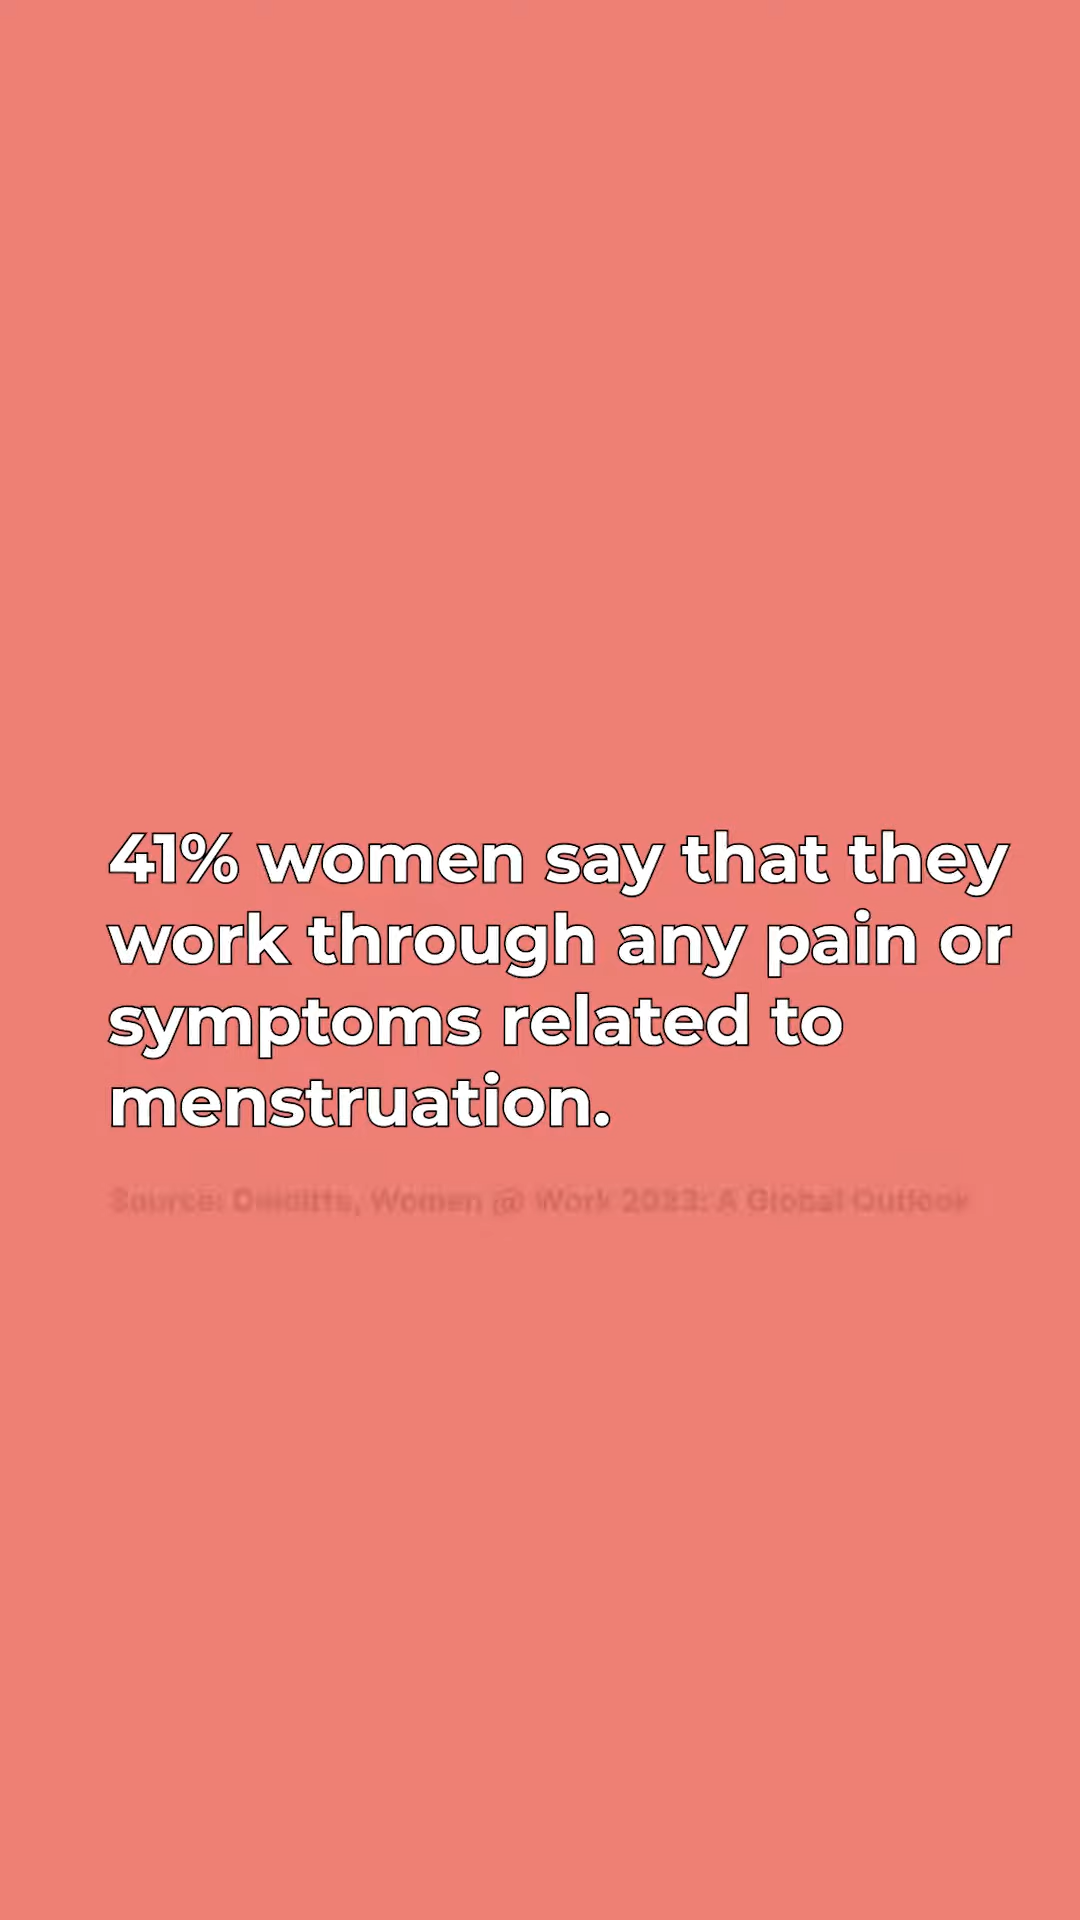 41% women say that they
work through any pain or
symptoms related to
menstruation.
Source: Deloitte, Women @ Work 2023: A Global Outlook